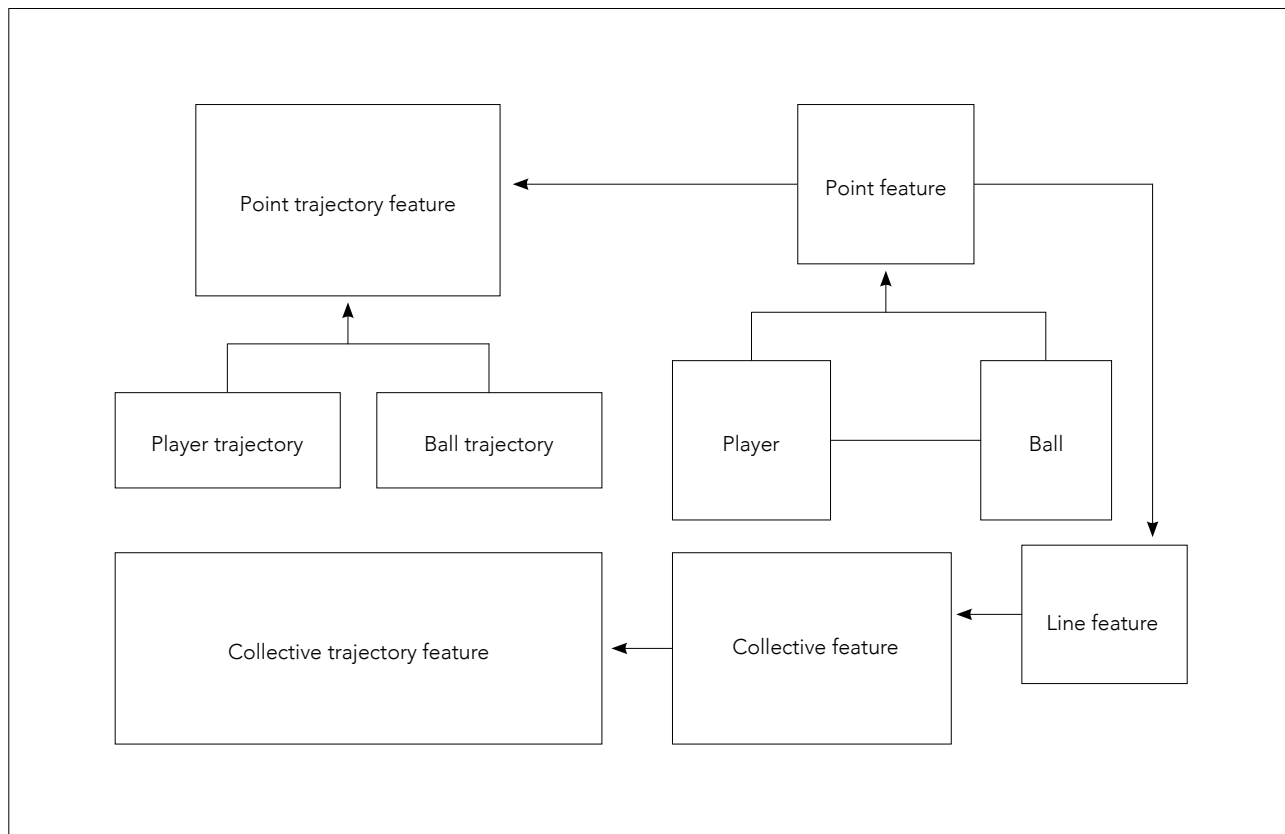 Point trajectory feature
Point feature
Player trajectory
Ball trajectory
Player
Ball
Collective trajectory feature
Collective feature
Line feature